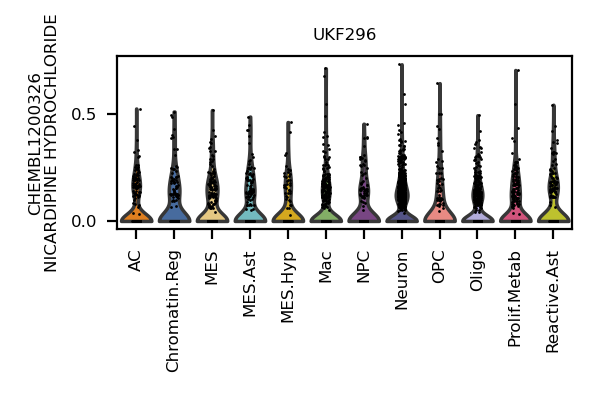 UKF296
CHEMBL1200326
NICARDIPINE HYDROCHLORIDE
0.5
0.0
AC
Chromatin.Reg
MES
MES.Ast
MES.Hyp
Mac
NPC
Neuron
OPC
Oligo
Prolif.Metab
Reactive.Ast